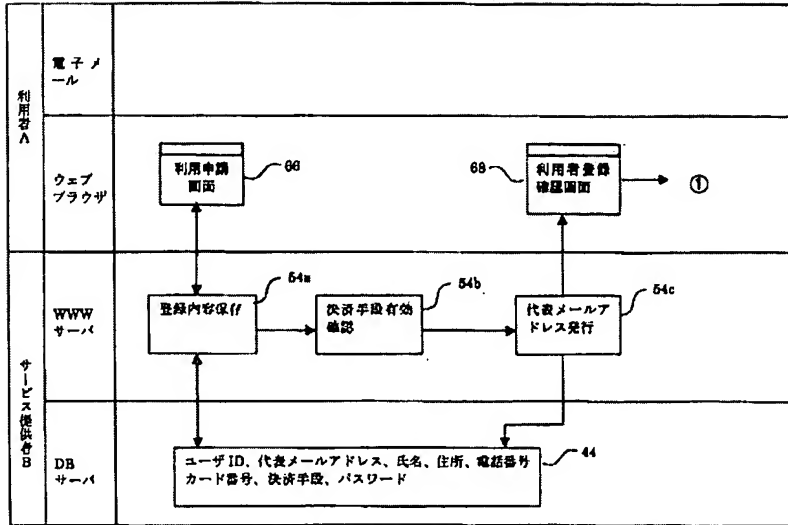 利用者A
電子メ
ール
ウェブ
ブラウザ
利用申請
画面
66
68
利用者登録
確認画面
①
サービス提供者B
WWW
サーバ
登録内容保存
54a
決済手段有効
確認
54b
代表メールア
ドレス発行
54c
DB
サーバ
ユーザID、代表メールアドレス、氏名、住所、電話番号
カード番号、決済手段、パスワード
44